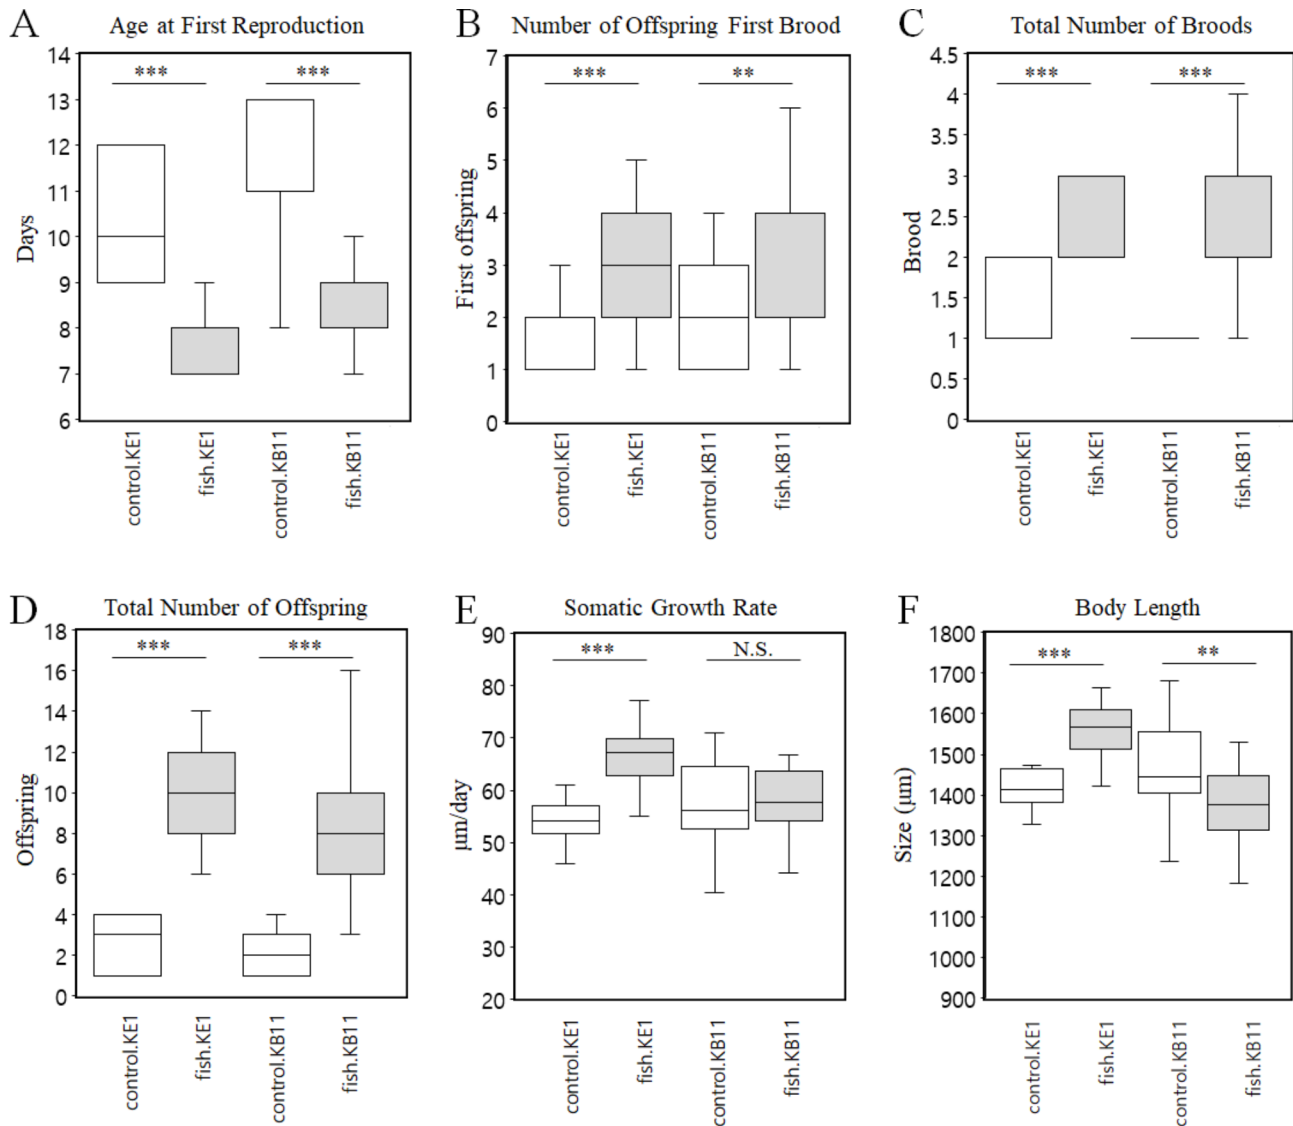 A Age at First Reproduction
14
13
12
11
10
9
8
7
6
Days
***
***
control.KE1
fish.KE1
control.KB11
fish.KB11
B Number of Offspring First Brood
7
6
5
4
3
2
1
0
First offspring
***
**
control.KE1
fish.KE1
control.KB11
fish.KB11
C Total Number of Broods
4.5
4
3.5
3
2.5
2
1.5
1
0.5
0
Brood
***
***
control.KE1
fish.KE1
control.KB11
fish.KB11
D Total Number of Offspring
18
16
14
12
10
8
6
4
2
0
Offspring
***
***
control.KE1
fish.KE1
control.KB11
fish.KB11
E Somatic Growth Rate
90
80
70
60
50
40
30
20
μm/day
***
N.S.
control.KE1
fish.KE1
control.KB11
fish.KB11
F Body Length
1800
1700
1600
1500
1400
1300
1200
1100
1000
900
Size (μm)
***
**
control.KE1
fish.KE1
control.KB11
fish.KB11